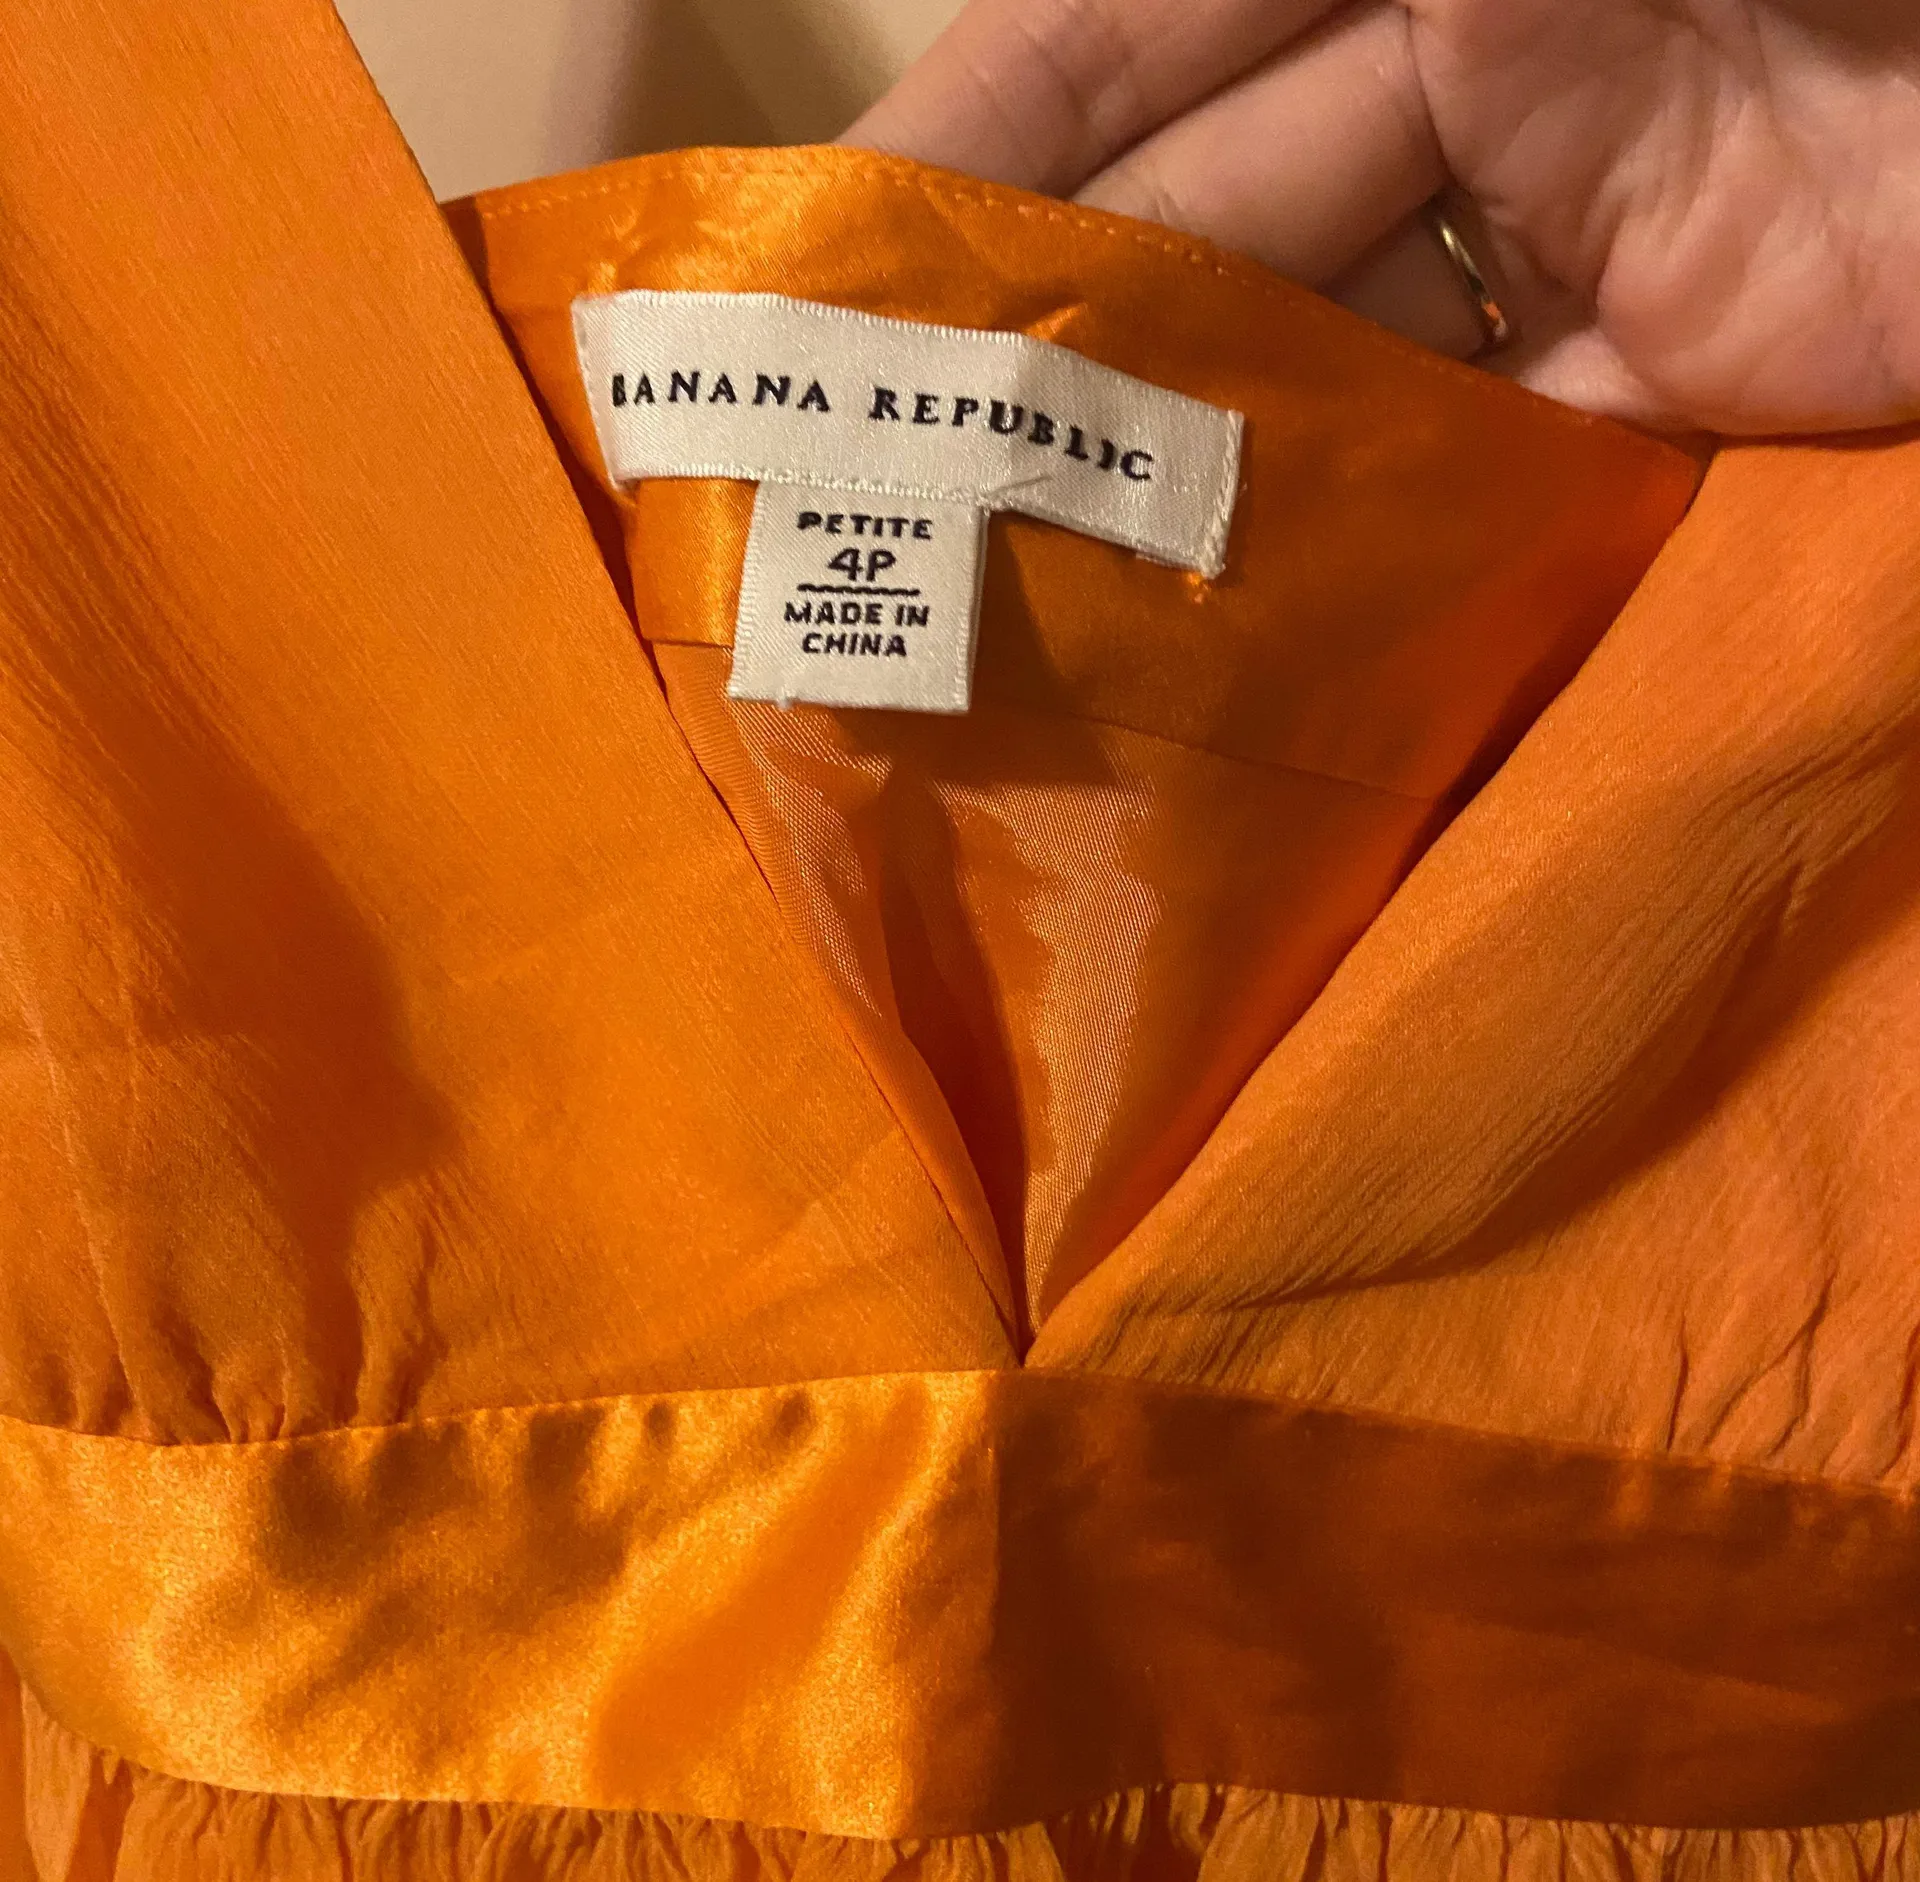 BANANA REPUBLIC
PETITE
4P
MADE IN
CHINA